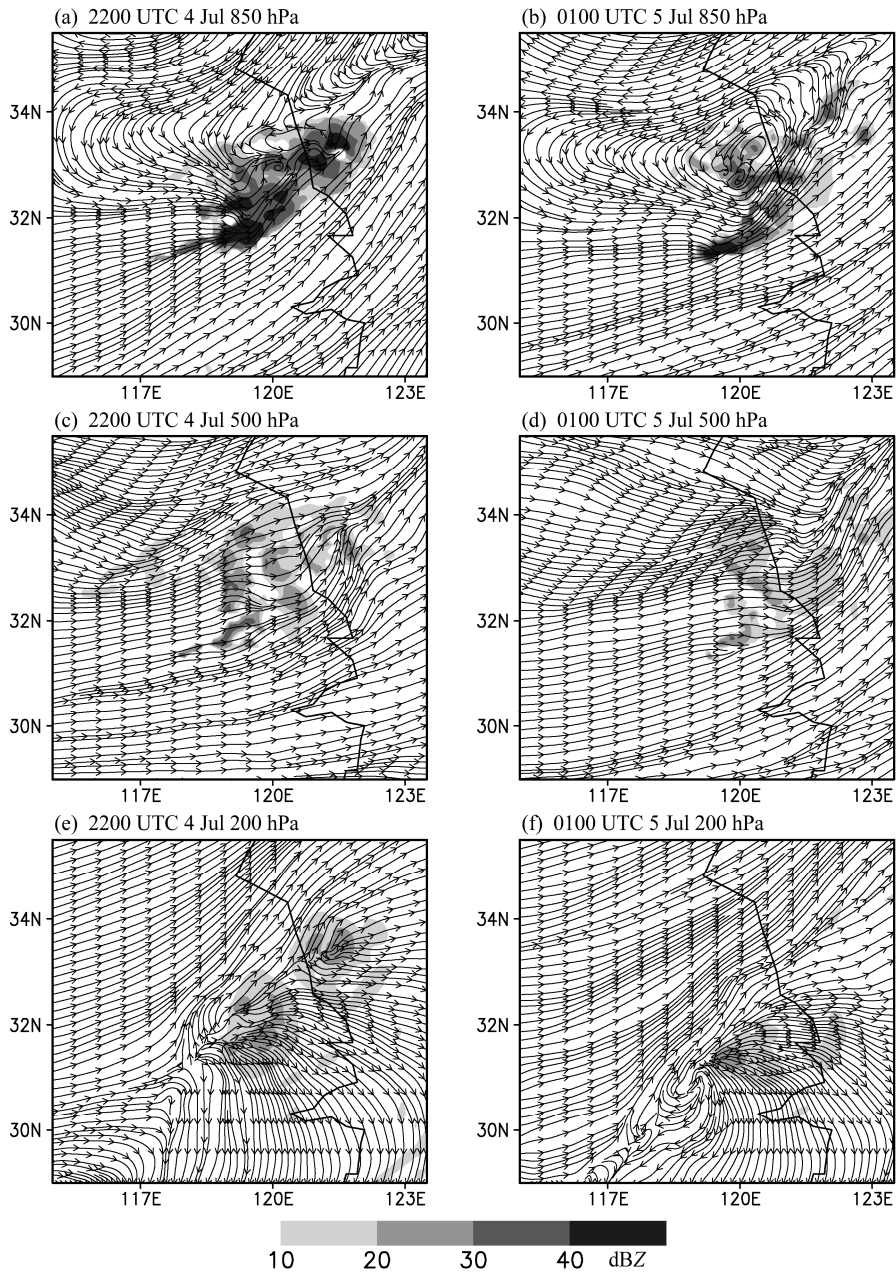 (a) 2200 UTC 4 Jul 850 hPa
(b) 0100 UTC 5 Jul 850 hPa
34N
34N
32N
32N
30N
30N
117E 120E 123E
117E 120E 123E
(c) 2200 UTC 4 Jul 500 hPa
(d) 0100 UTC 5 Jul 500 hPa
34N
34N
32N
32N
30N
30N
117E 120E 123E
117E 120E 123E
(e) 2200 UTC 4 Jul 200 hPa
(f) 0100 UTC 5 Jul 200 hPa
34N
34N
32N
32N
30N
30N
117E 120E 123E
117E 120E 123E
10 20 30 40 dBZ